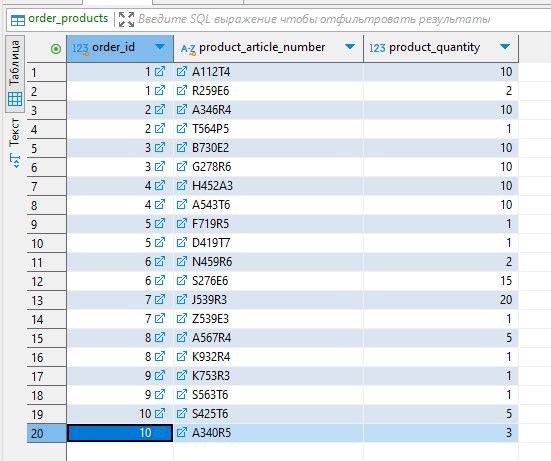 order_products Введите SQL выражение чтобы отфильтровать результаты
Таблица
Текст
123 order_id A-Z product_article_number 123 product_quantity
1 1 A112T4 10
2 1 R259E6 2
3 2 A346R4 10
4 2 T564P5 1
5 3 B730E2 10
6 3 G278R6 10
7 4 H452A3 10
8 4 A543T6 10
9 5 F719R5 1
10 5 D419T7 1
11 6 N459R6 2
12 6 S276E6 15
13 7 J539R3 20
14 7 Z539E3 1
15 8 A567R4 5
16 8 K932R4 1
17 9 K753R3 1
18 9 S563T6 1
19 10 S425T6 5
20 10 A340R5 3